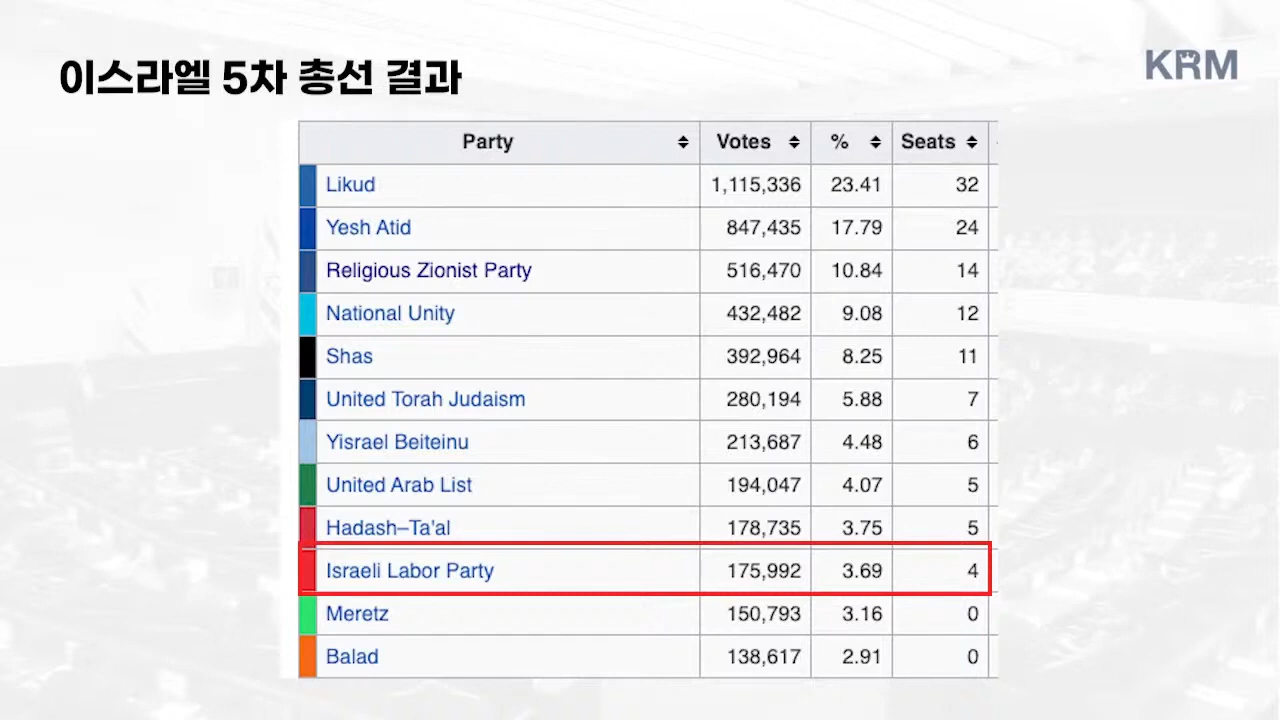 이스라엘 5차 총선 결과
KRM
Party Votes % Seats
Likud 1,115,336 23.41 32
Yesh Atid 847,435 17.79 24
Religious Zionist Party 516,470 10.84 14
National Unity 432,482 9.08 12
Shas 392,964 8.25 11
United Torah Judaism 280,194 5.88 7
Yisrael Beiteinu 213,687 4.48 6
United Arab List 194,047 4.07 5
Hadash–Ta'al 178,735 3.75 5
Israeli Labor Party 175,992 3.69 4
Meretz 150,793 3.16 0
Balad 138,617 2.91 0